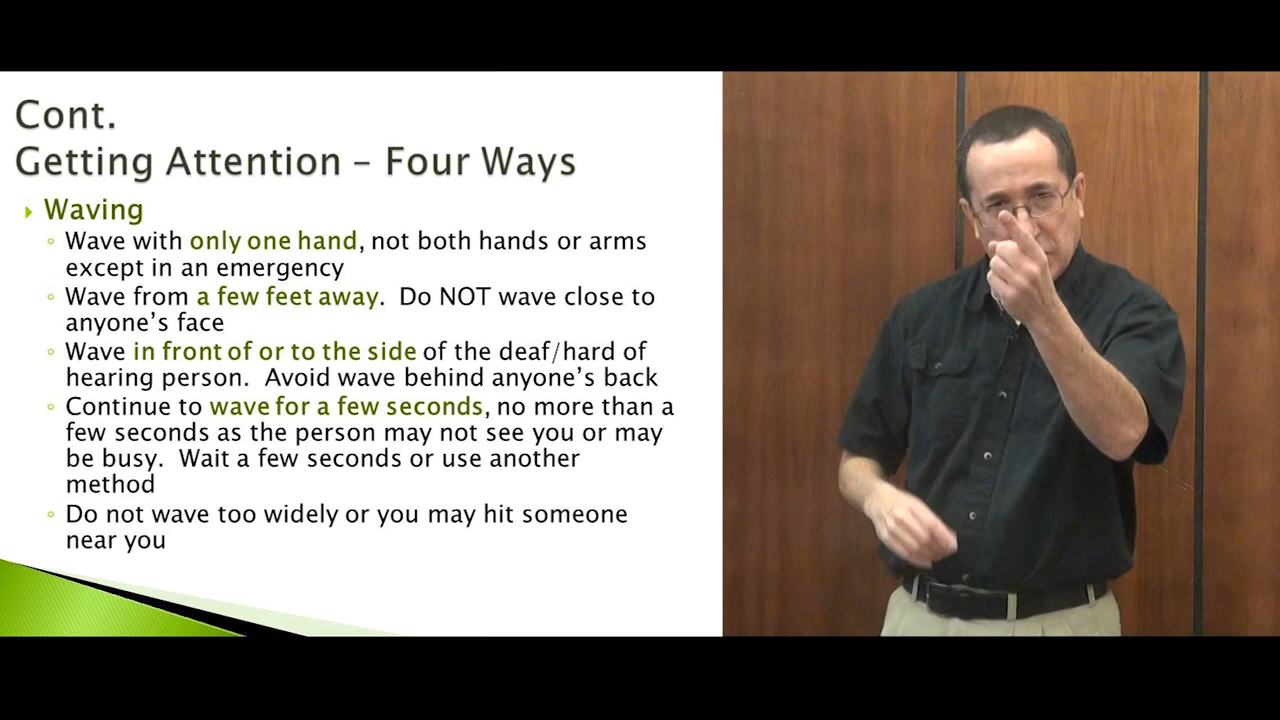 Cont.
Getting Attention – Four Ways
Waving
Wave with only one hand, not both hands or arms
except in an emergency
Wave from a few feet away.  Do NOT wave close to
anyone's face
Wave in front of or to the side of the deaf/hard of
hearing person.  Avoid wave behind anyone's back
Continue to wave for a few seconds, no more than a
few seconds as the person may not see you or may
be busy.  Wait a few seconds or use another
method
Do not wave too widely or you may hit someone
near you